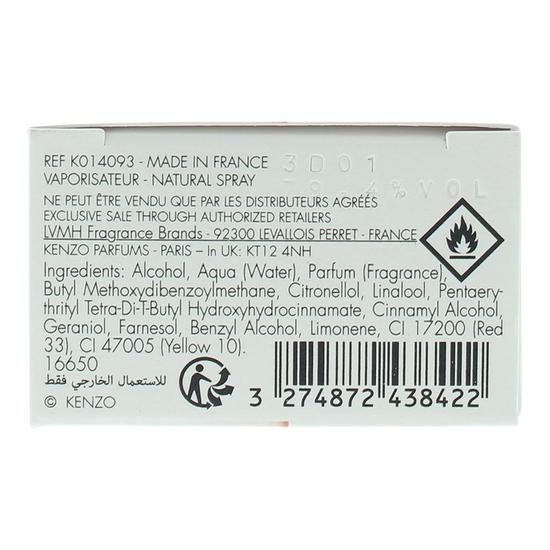 REF K014093 - MADE IN FRANCE 3D01
VAPORISATEUR - NATURAL SPRAY % VOL
NE PEUT ÊTRE VENDU QUE PAR LES DISTRIBUTEURS AGRÉÉS
EXCLUSIVE SALE THROUGH AUTHORIZED RETAILERS
LVMH Fragrance Brands - 92300 LEVALLOIS PERRET - FRANCE
KENZO PARFUMS - PARIS – In UK: KT12 4NH
Ingredients: Alcohol, Aqua (Water), Parfum (Fragrance),
Butyl Methoxydibenzoylmethane, Citronellol, Linalool, Pentaery-
thrityl Tetra-Di-T-Butyl Hydroxyhydrocinnamate, Cinnamyl Alcohol,
Geraniol, Farnesol, Benzyl Alcohol, Limonene, CI 17200 (Red
33), CI 47005 (Yellow 10).
16650
للاستعمال الخارجي فقط
© KENZO
3 274872 438422